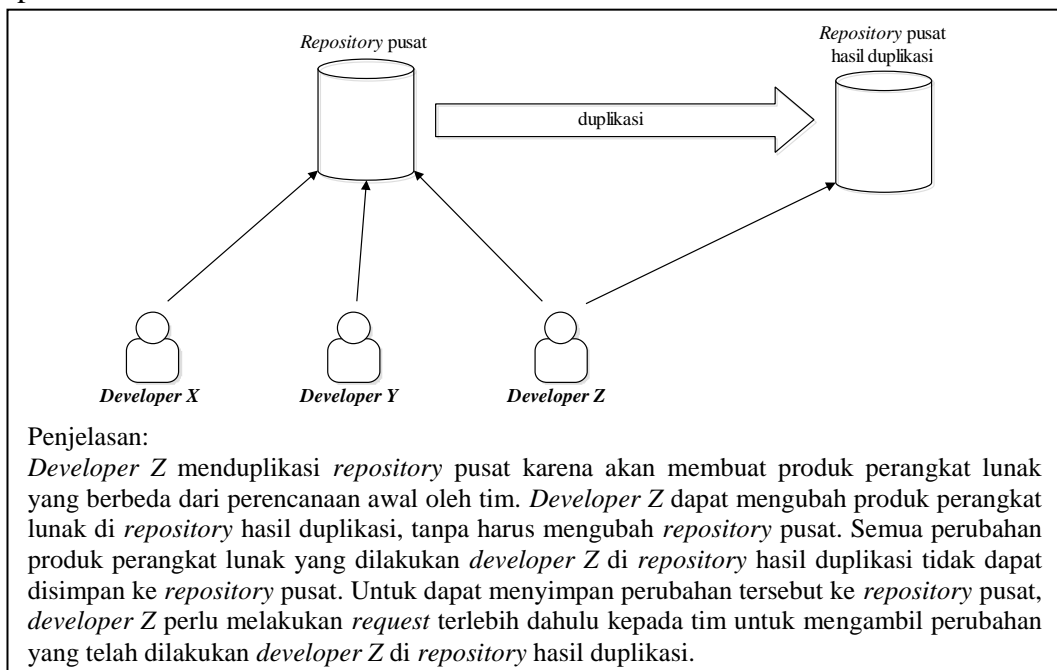 Repository pusat
Repository pusat
hasil duplikasi
duplikasi
Developer X
Developer Y
Developer Z
Penjelasan:
Developer Z menduplikasi repository pusat karena akan membuat produk perangkat lunak
yang berbeda dari perencanaan awal oleh tim. Developer Z dapat mengubah produk perangkat
lunak di repository hasil duplikasi, tanpa harus mengubah repository pusat. Semua perubahan
produk perangkat lunak yang dilakukan developer Z di repository hasil duplikasi tidak dapat
disimpan ke repository pusat. Untuk dapat menyimpan perubahan tersebut ke repository pusat,
developer Z perlu melakukan request terlebih dahulu kepada tim untuk mengambil perubahan
yang telah dilakukan developer Z di repository hasil duplikasi.